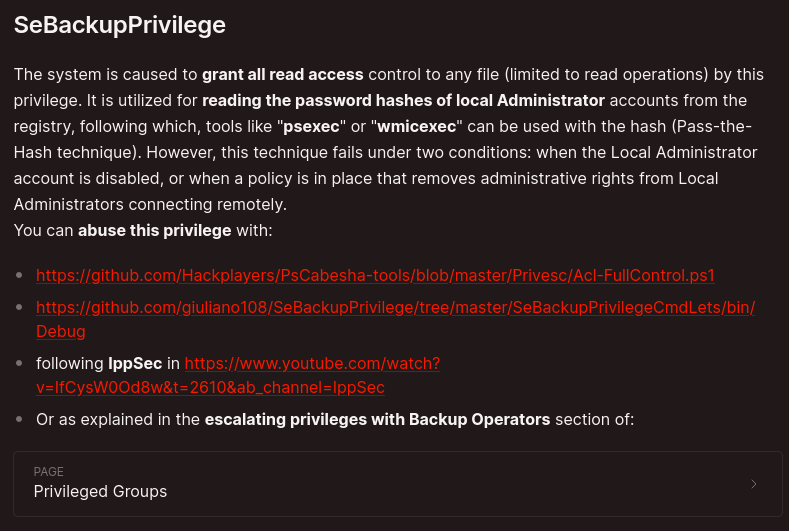 SeBackupPrivilege
The system is caused to grant all read access control to any file (limited to read operations) by this
privilege. It is utilized for reading the password hashes of local Administrator accounts from the
registry, following which, tools like "psexec" or "wmicexec" can be used with the hash (Pass-the-
Hash technique). However, this technique fails under two conditions: when the Local Administrator
account is disabled, or when a policy is in place that removes administrative rights from Local
Administrators connecting remotely.
You can abuse this privilege with:
https://github.com/Hackplayers/PsCabesha-tools/blob/master/Privesc/Acl-FullControl.ps1
https://github.com/giuliano108/SeBackupPrivilege/tree/master/SeBackupPrivilegeCmdLets/bin/
Debug
following IppSec in https://www.youtube.com/watch?
v=IfCysW0Od8w&t=2610&ab_channel=IppSec
Or as explained in the escalating privileges with Backup Operators section of:
PAGE
Privileged Groups